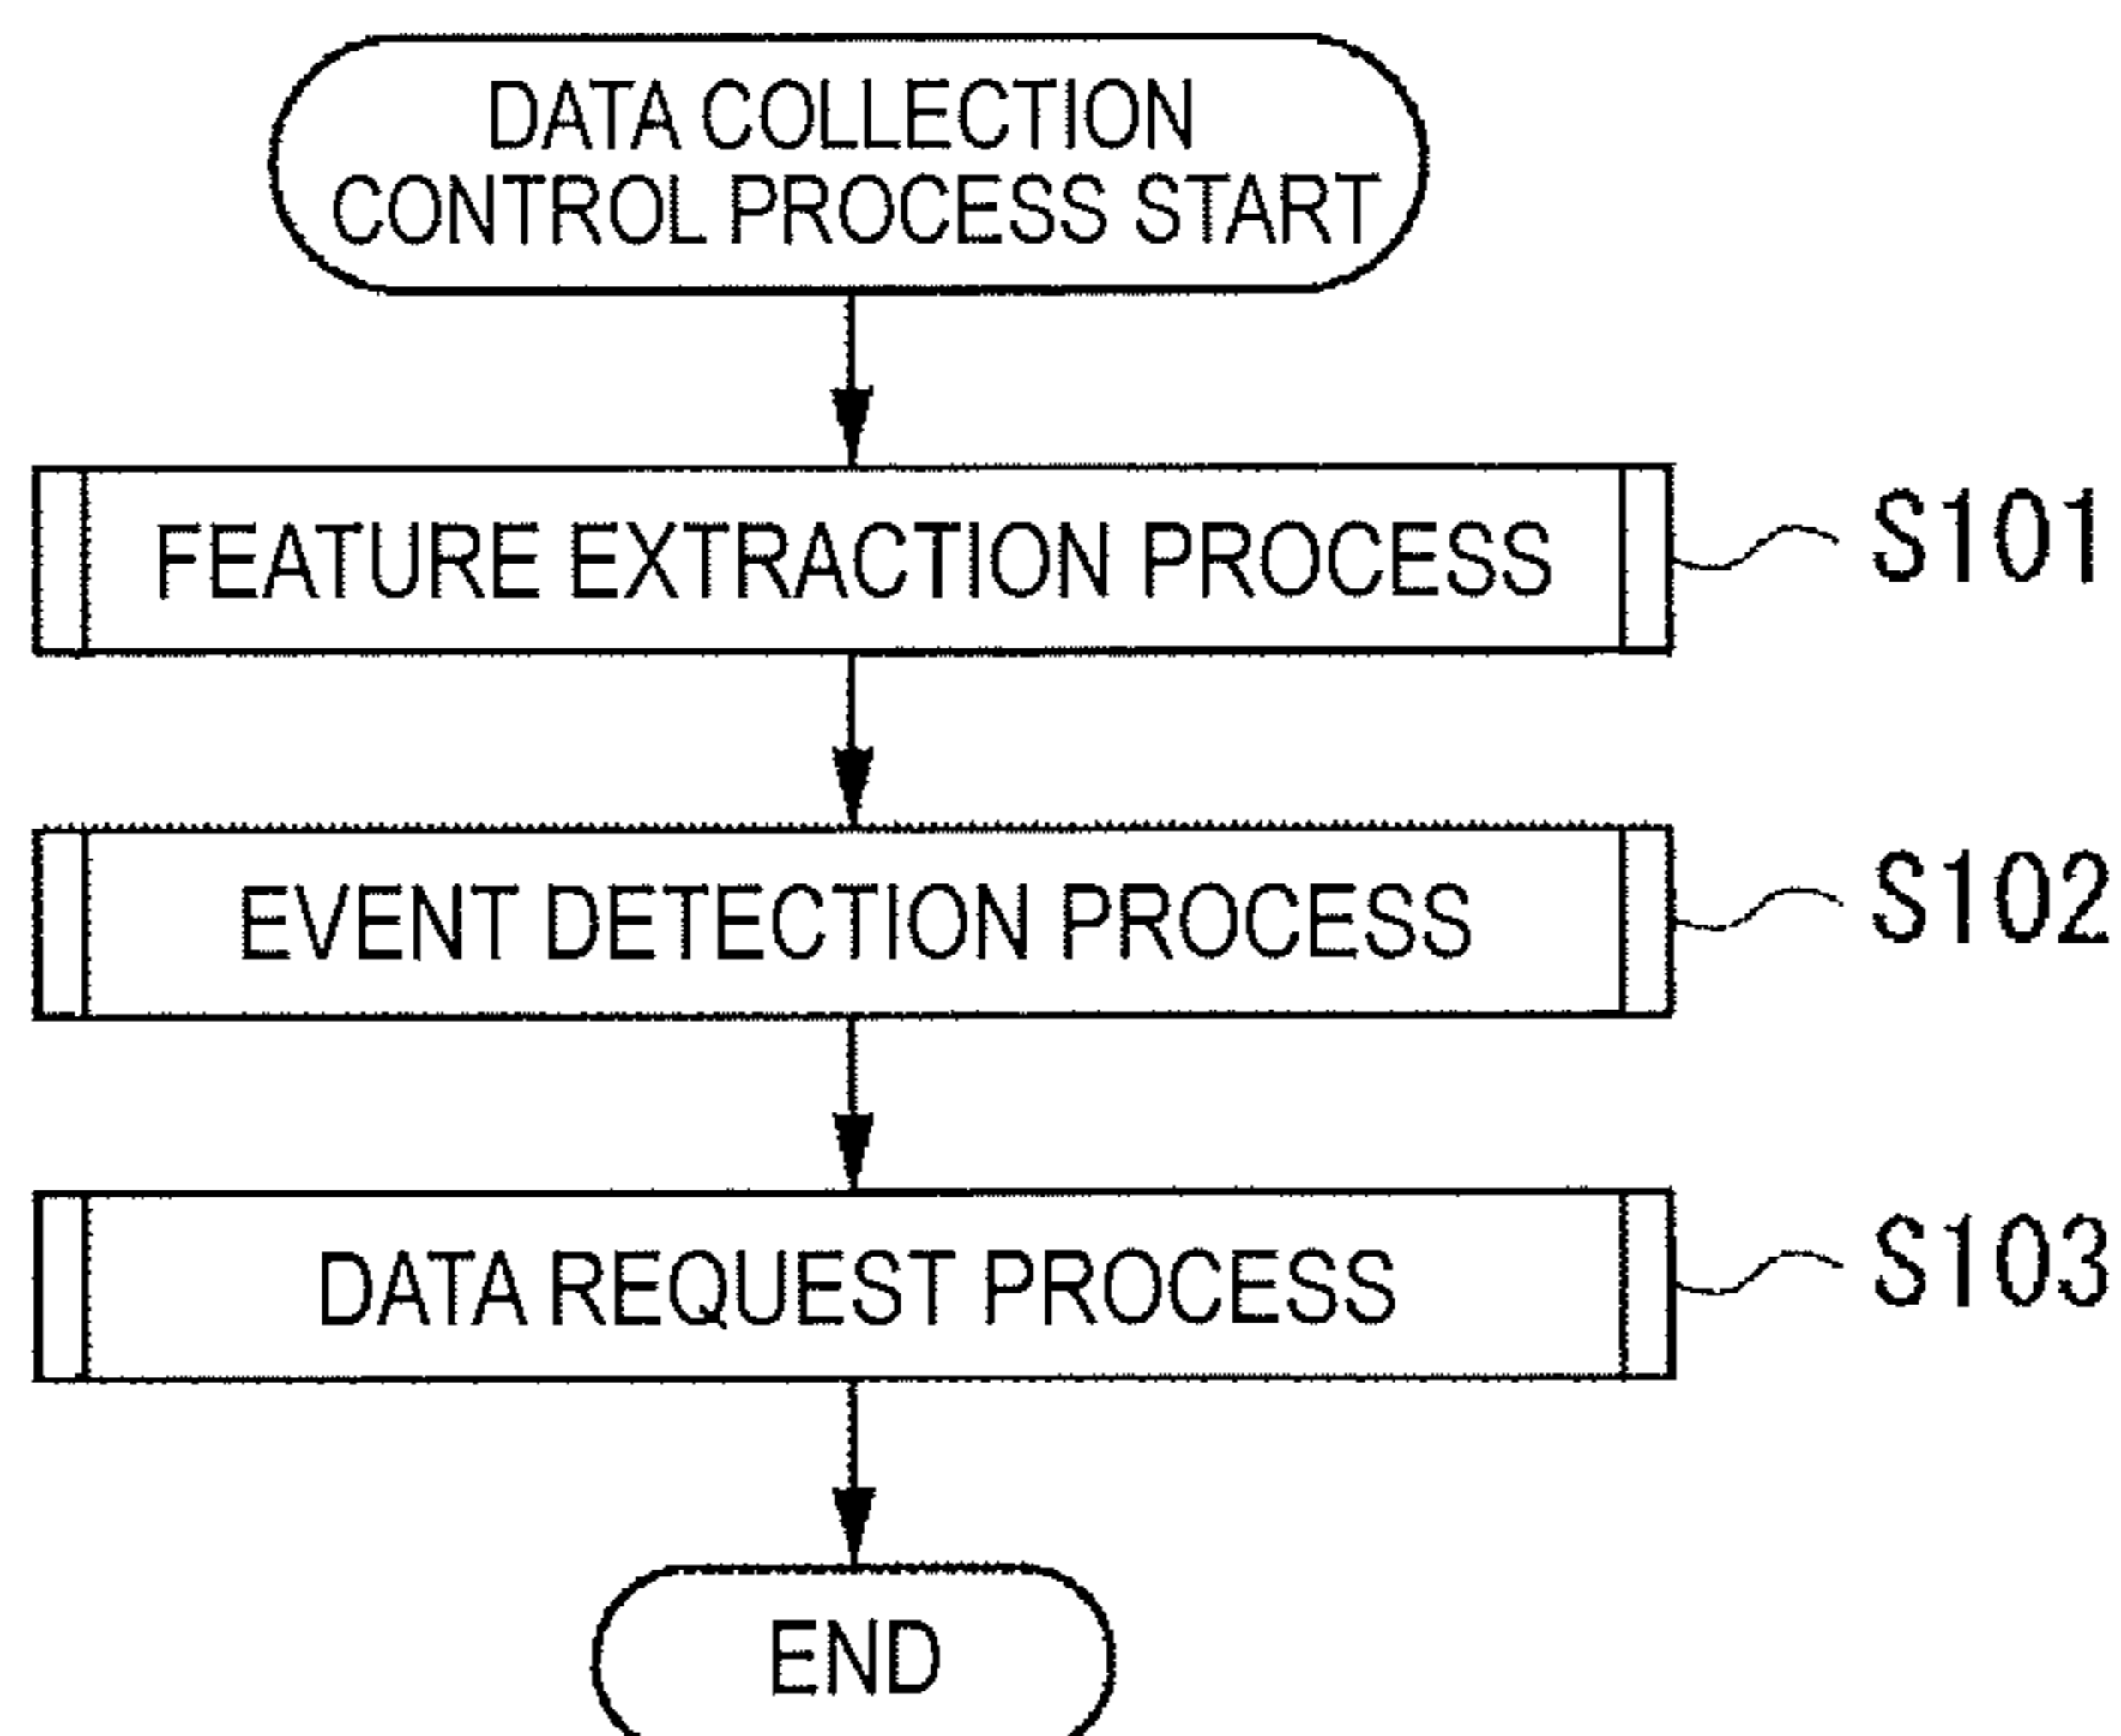 DATA COLLECTION
CONTROL PROCESS START
FEATURE EXTRACTION PROCESS
S101
EVENT DETECTION PROCESS
S102
DATA REQUEST PROCESS
S103
END